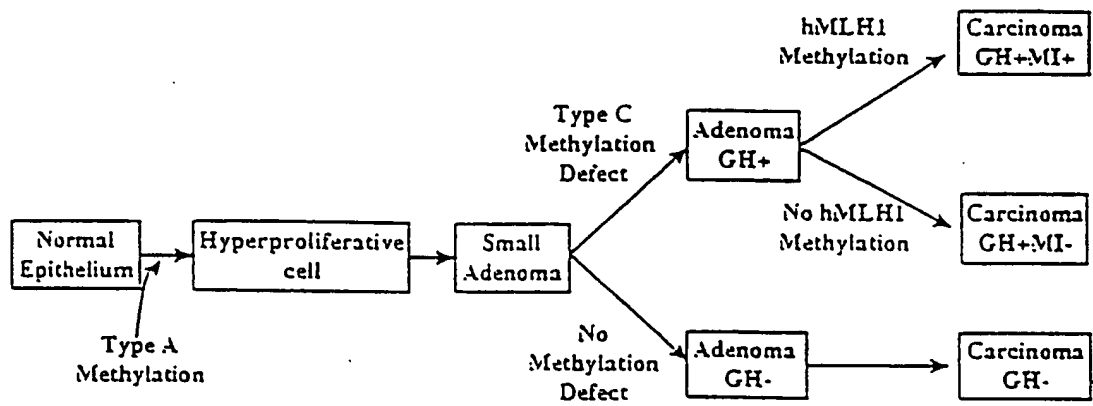 Normal
Epithelium
Type A
Methylation
Hyperproliferative
cell
Small
Adenoma
Type C
Methylation
Defect
Adenoma
GH+
hMLH1
Methylation
Carcinoma
GH+MI+
No hMLH1
Methylation
Carcinoma
GH+MI-
No
Methylation
Defect
Adenoma
GH-
Carcinoma
GH-